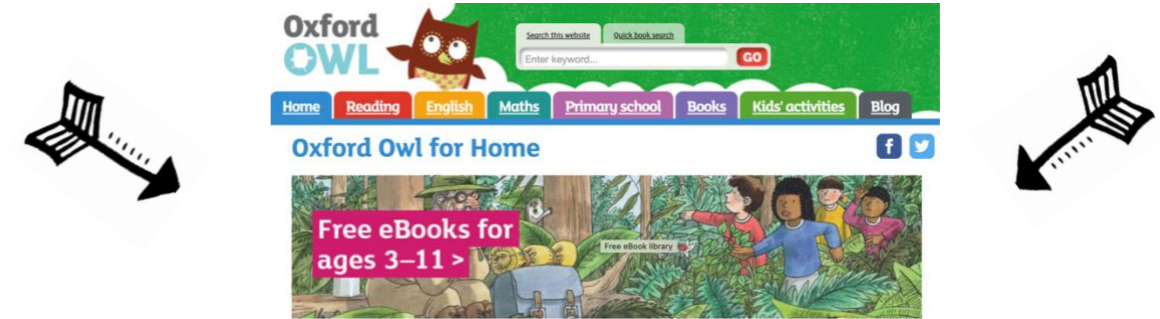 Oxford
OWL
Search this website
Quick book search
Enter keyword...
GO
Home
Reading
English
Maths
Primary school
Books
Kids' activities
Blog
Oxford Owl for Home
f
Free eBooks for
ages 3–11 >
Free eBook library